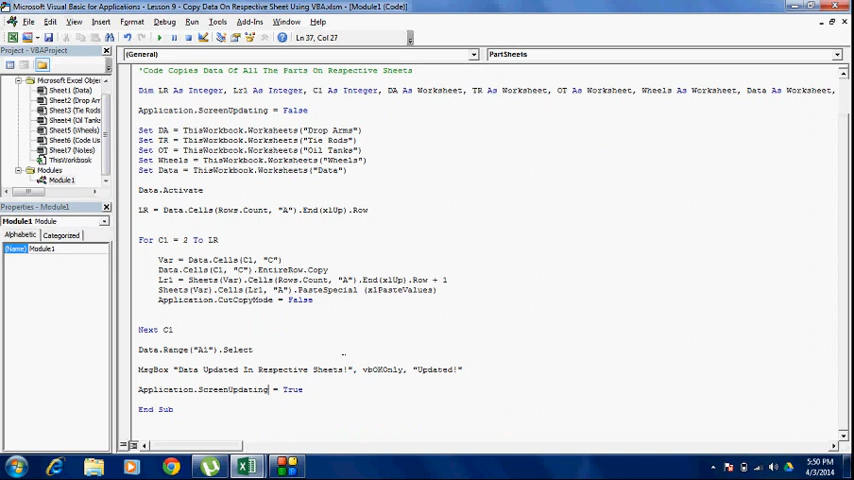 Microsoft Visual Basic for Applications - Lesson 9 - Copy Data On Respective Sheet Using VBA.xlsm - [Module1 (Code)]
File Edit View Insert Format Debug Run Tools Add-Ins Window Help
Ln 37, Col 27
Project - VBAProject
(General)
PartSheets
Microsoft Excel Objec
Sheet1 (Data)
Sheet2 (Drop Arm
Sheet3 (Tie Rods)
Sheet4 (Oil Tanks
Sheet5 (Wheels)
Sheet6 (Code Us
Sheet7 (Notes)
ThisWorkbook
Modules
Module1
Properties - Module1
Module1 Module
Alphabetic Categorized
(Name) Module1
'Code Copies Data Of All The Parts On Respective Sheets
Dim LR As Integer, Lr1 As Integer, C1 As Integer, DA As Worksheet, TR As Worksheet, OT As Worksheet, Wheels As Worksheet, Data As Worksheet,
Application.ScreenUpdating = False
Set DA = ThisWorkbook.Worksheets("Drop Arms")
Set TR = ThisWorkbook.Worksheets("Tie Rods")
Set OT = ThisWorkbook.Worksheets("Oil Tanks")
Set Wheels = ThisWorkbook.Worksheets("Wheels")
Set Data = ThisWorkbook.Worksheets("Data")
Data.Activate
LR = Data.Cells(Rows.Count, "A").End(xlUp).Row
For C1 = 2 To LR
Var = Data.Cells(C1, "C")
Data.Cells(C1, "C").EntireRow.Copy
Lr1 = Sheets(Var).Cells(Rows.Count, "A").End(xlUp).Row + 1
Sheets(Var).Cells(Lr1, "A").PasteSpecial (xlPasteValues)
Application.CutCopyMode = False
Next C1
Data.Range("A1").Select
MsgBox "Data Updated In Respective Sheets!", vbOKOnly, "Updated!"
Application.ScreenUpdating = True
End Sub
5:50 PM
4/3/2014